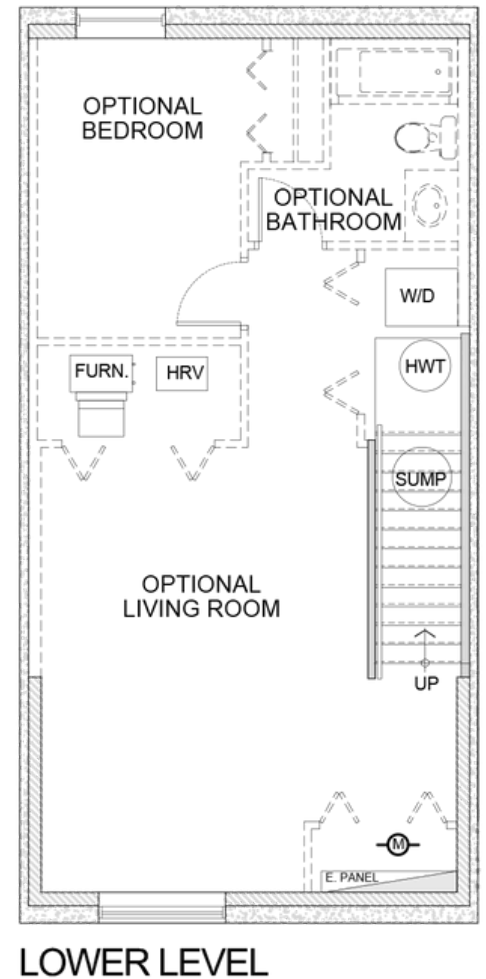 OPTIONAL
BEDROOM
OPTIONAL
BATHROOM
W/D
FURN.
HRV
HWT
SUMP
OPTIONAL
LIVING ROOM
UP
M
E. PANEL
LOWER LEVEL